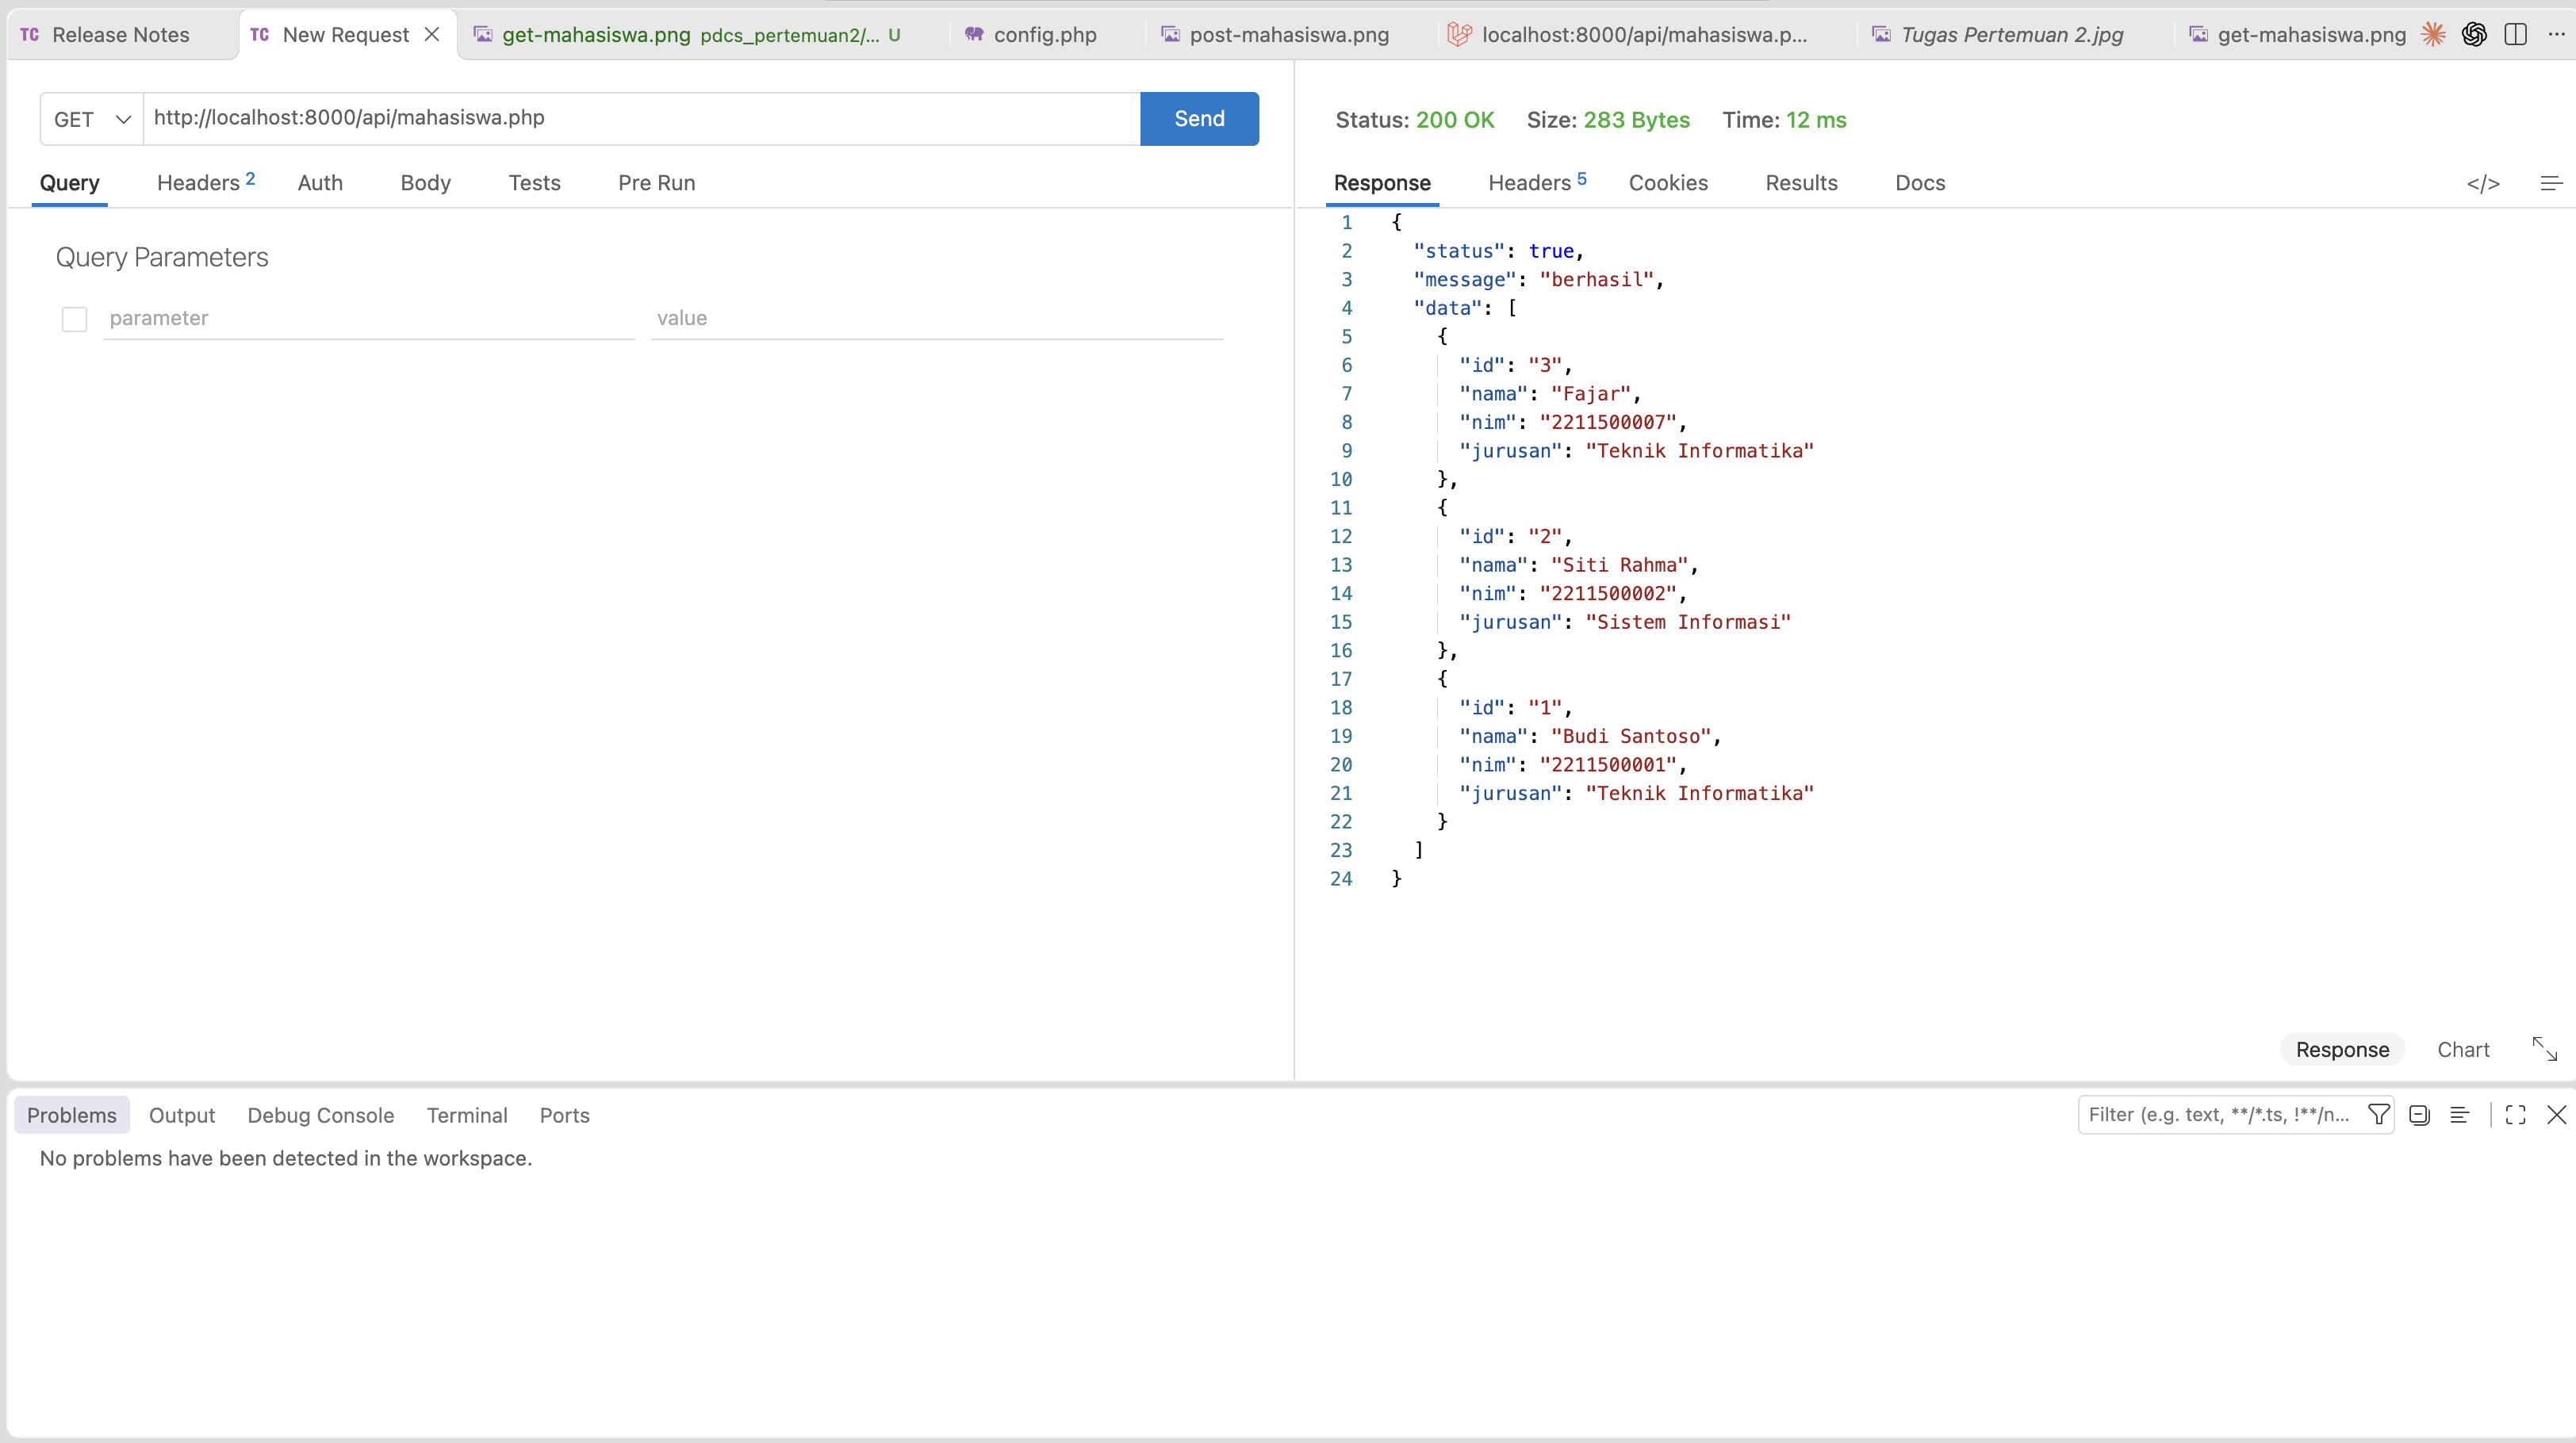 TC Release Notes
TC New Request
get-mahasiswa.png pdcs_pertemuan2/... U
config.php
post-mahasiswa.png
localhost:8000/api/mahasiswa.p...
Tugas Pertemuan 2.jpg
get-mahasiswa.png
GET http://localhost:8000/api/mahasiswa.php Send
Query Headers 2 Auth Body Tests Pre Run
Query Parameters
parameter value
Status: 200 OK Size: 283 Bytes Time: 12 ms
Response Headers 5 Cookies Results Docs </>
1 {
2 "status": true,
3 "message": "berhasil",
4 "data": [
5 {
6 "id": "3",
7 "nama": "Fajar",
8 "nim": "2211500007",
9 "jurusan": "Teknik Informatika"
10 },
11 {
12 "id": "2",
13 "nama": "Siti Rahma",
14 "nim": "2211500002",
15 "jurusan": "Sistem Informasi"
16 },
17 {
18 "id": "1",
19 "nama": "Budi Santoso",
20 "nim": "2211500001",
21 "jurusan": "Teknik Informatika"
22 }
23 ]
24 }
Response Chart
Problems Output Debug Console Terminal Ports
Filter (e.g. text, **/*.ts, !**/n...
No problems have been detected in the workspace.